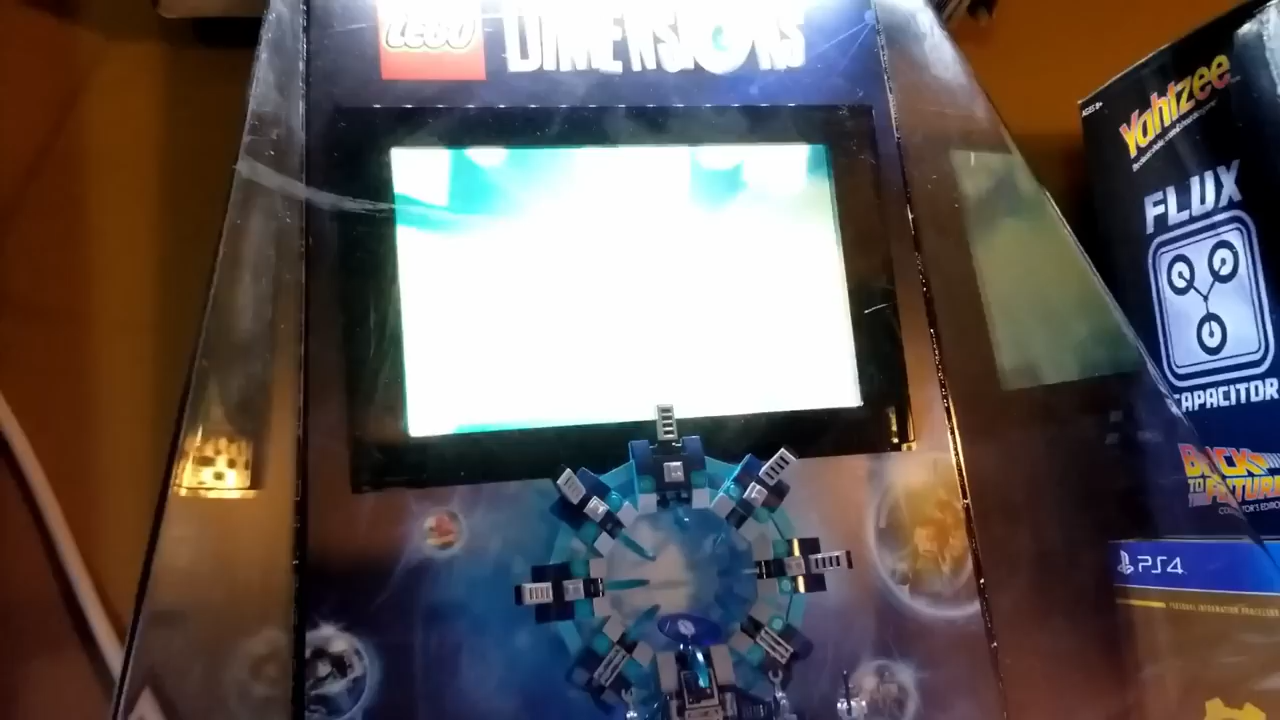 LEGO
DIMENSIONS
AGES 8+
Yahtzee
FLUX
CAPACITOR
BACK
TO THE
FUTURE
COLLECTOR'S EDITION
PS4